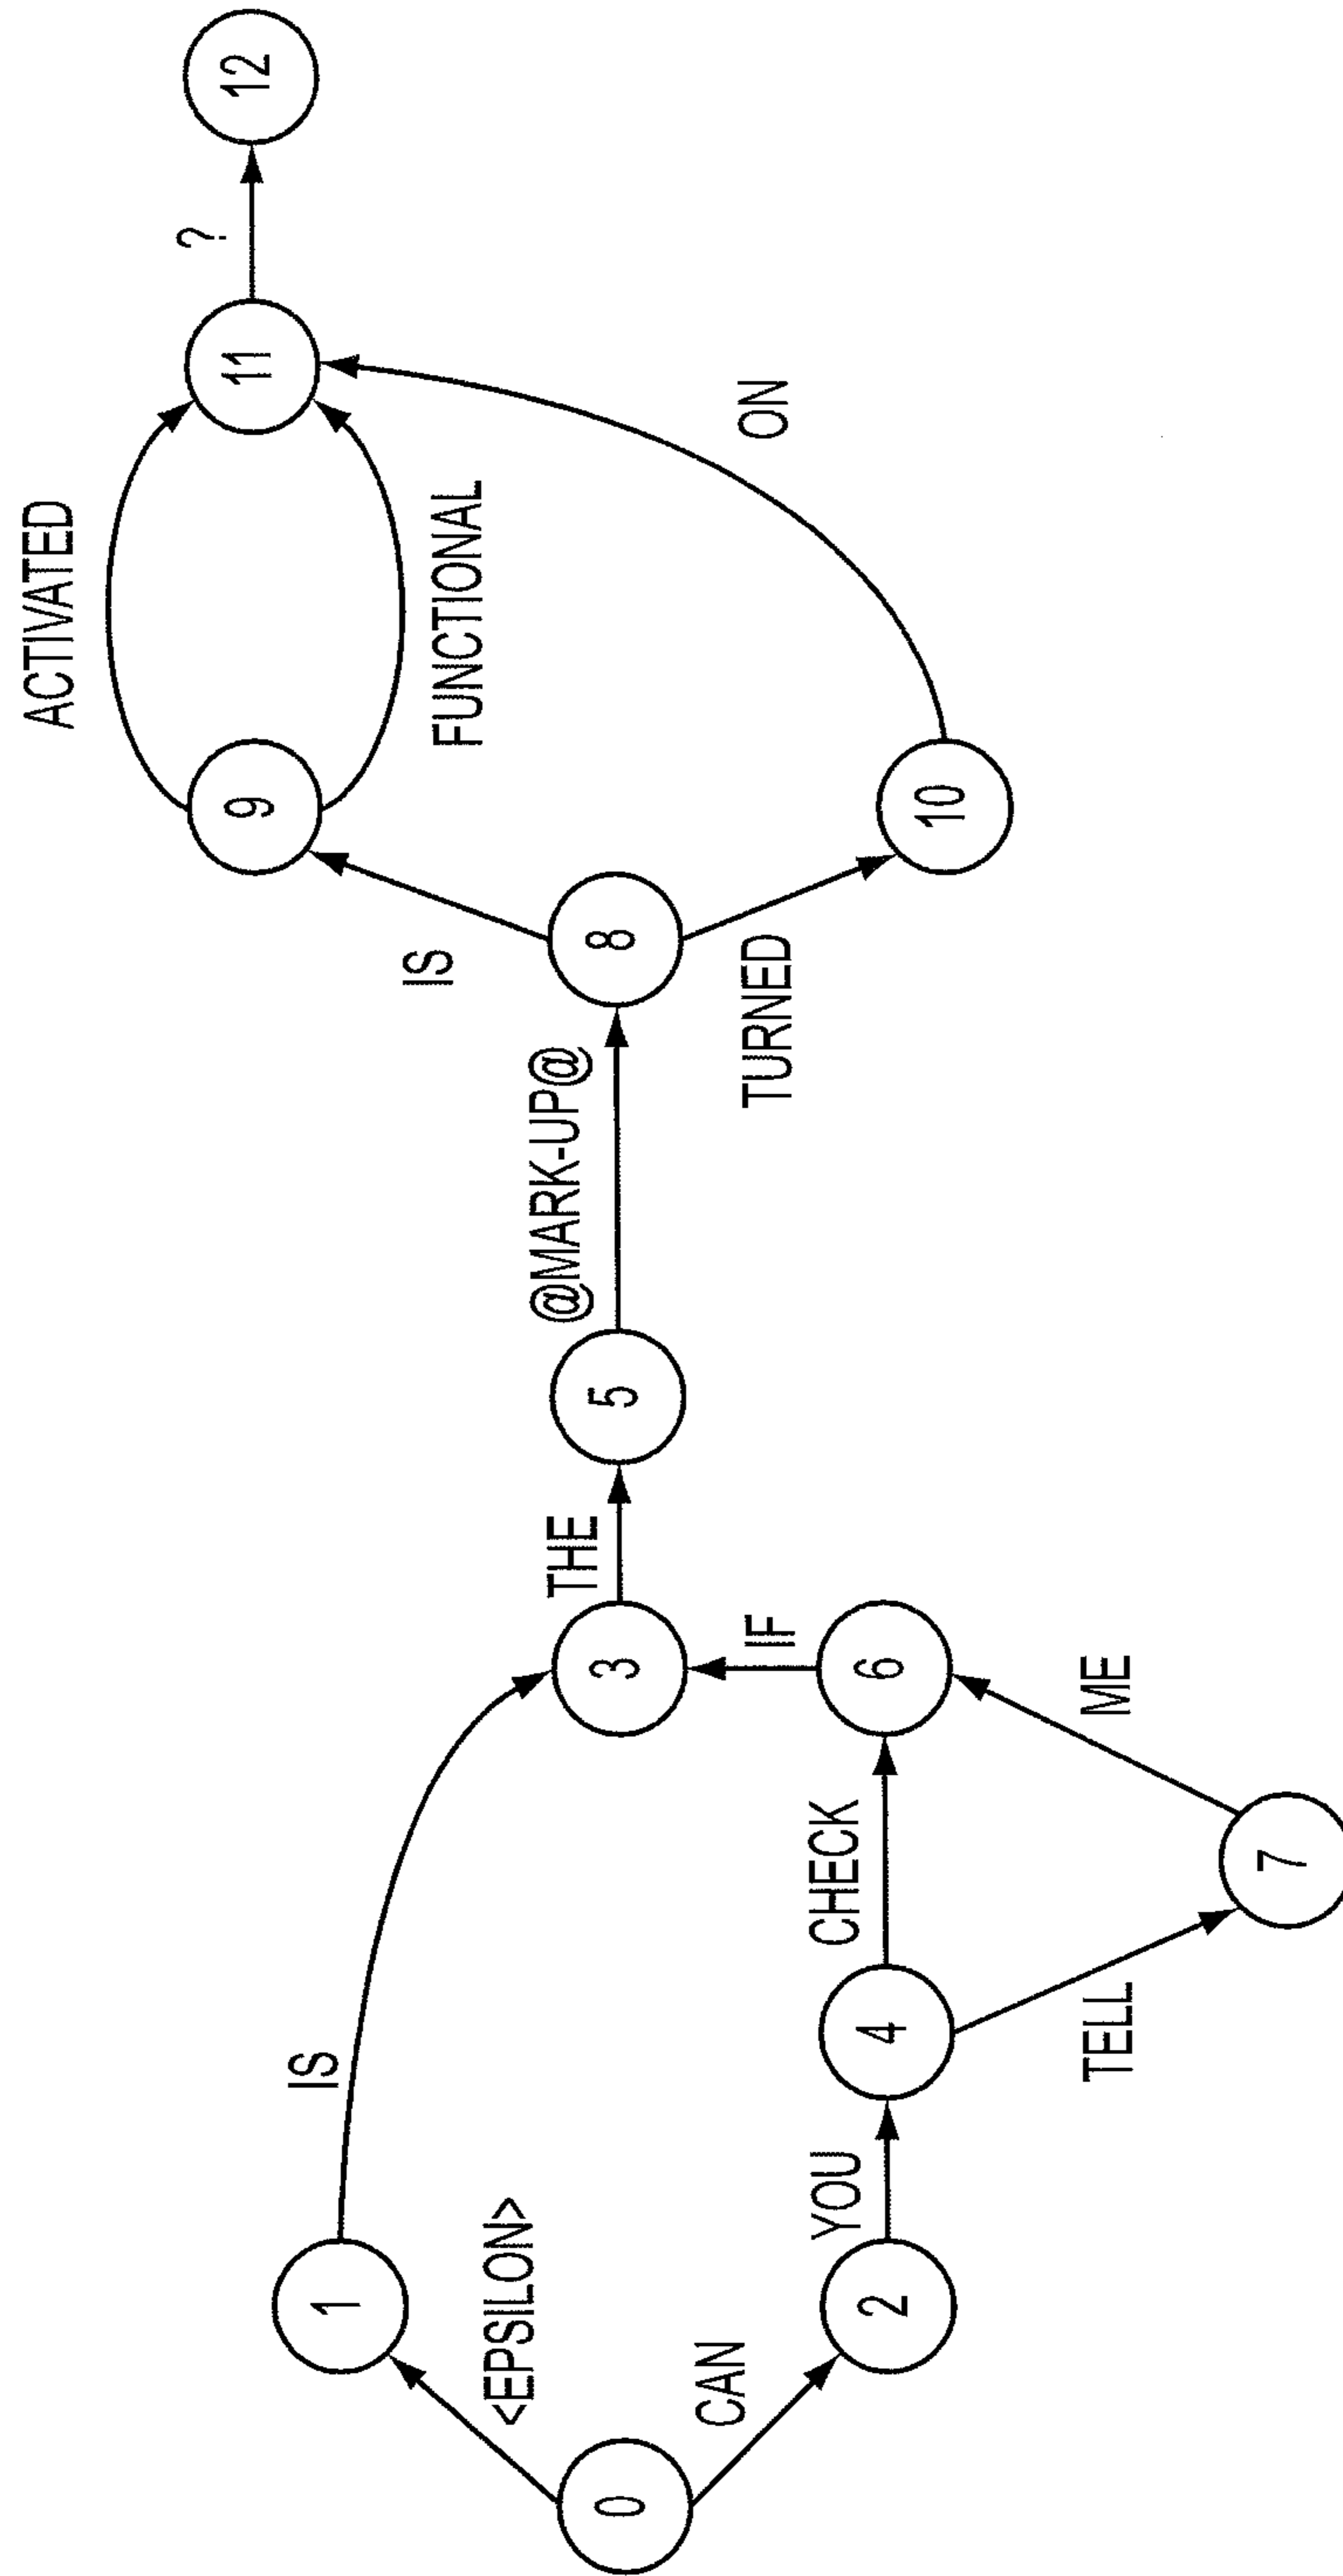 0
<EPSILON>
1
IS
CAN
2
YOU
4
CHECK
TELL
7
ME
6
IF
3
THE
5
@MARK-UP@
8
IS
TURNED
9
10
ACTIVATED
FUNCTIONAL
ON
11
?
12